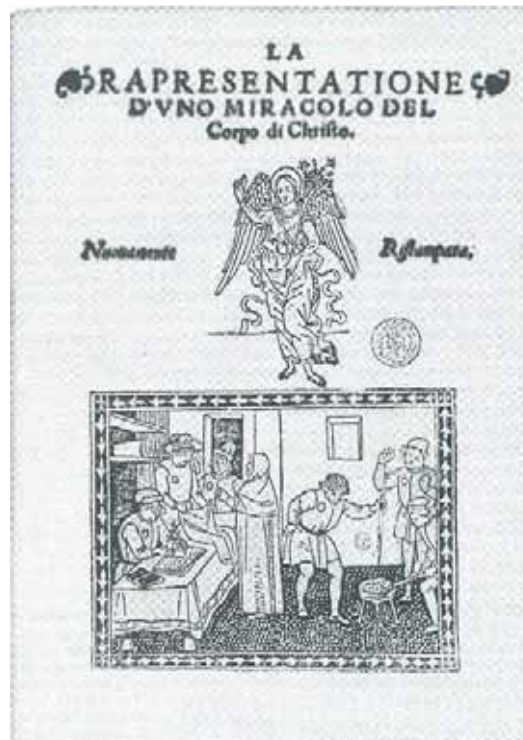 LA
RAPRESENTATIONE
D'VNO MIRACOLO DEL
Corpo di Christo.
Nuouamente Ristampata,